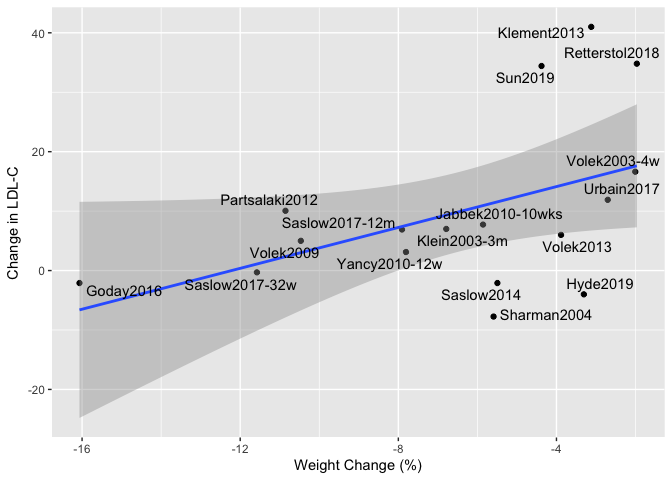 40
20
0
-20
Change in LDL-C
Klement2013
Retterstol2018
Sun2019
Volek2003-4w
Urbain2017
Partsalaki2012
Jabbek2010-10wks
Saslow2017-12m
Klein2003-3m
Volek2013
Volek2009
Yancy2010-12w
Saslow2017-32w
Goday2016
Hyde2019
Saslow2014
Sharman2004
-16
-12
-8
-4
Weight Change (%)